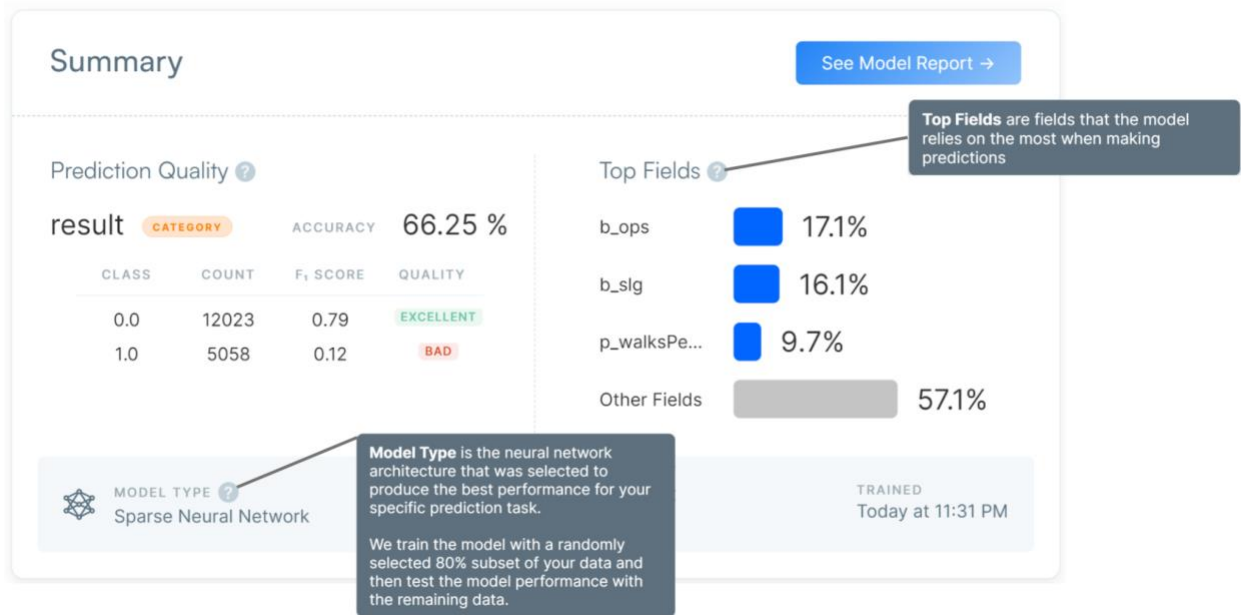 Summary
See Model Report →
Top Fields are fields that the model
relies on the most when making
predictions
Prediction Quality ?
result CATEGORY ACCURACY 66.25 %
CLASS COUNT F₁ SCORE QUALITY
0.0 12023 0.79 EXCELLENT
1.0 5058 0.12 BAD
Top Fields ?
b_ops 17.1%
b_slg 16.1%
p_walksPe... 9.7%
Other Fields 57.1%
MODEL TYPE ?
Sparse Neural Network
Model Type is the neural network
architecture that was selected to
produce the best performance for your
specific prediction task.
We train the model with a randomly
selected 80% subset of your data and
then test the model performance with
the remaining data.
TRAINED
Today at 11:31 PM